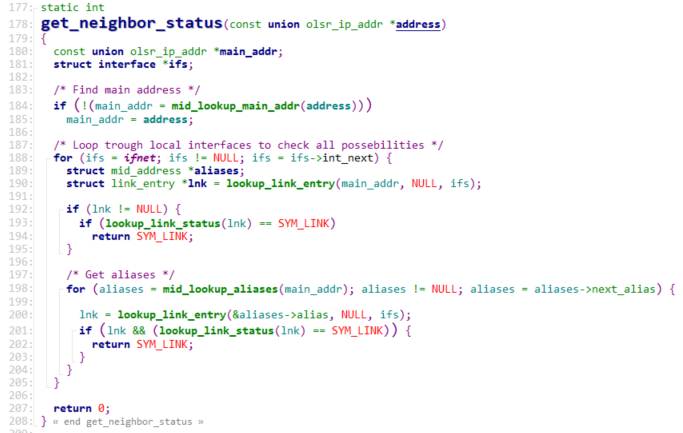 177: static int
178: get_neighbor_status(const union olsr_ip_addr *address)
179: {
180: const union olsr_ip_addr *main_addr;
181: struct interface *ifs;
182:
183: /* Find main address */
184: if (!(main_addr = mid_lookup_main_addr(address)))
185: main_addr = address;
186:
187: /* Loop trough local interfaces to check all possebilities */
188: for (ifs = ifnet; ifs != NULL; ifs = ifs->int_next) {
189: struct mid_address *aliases;
190: struct link_entry *lnk = lookup_link_entry(main_addr, NULL, ifs);
191:
192: if (lnk != NULL) {
193: if (lookup_link_status(lnk) == SYM_LINK)
194: return SYM_LINK;
195: }
196:
197: /* Get aliases */
198: for (aliases = mid_lookup_aliases(main_addr); aliases != NULL; aliases = aliases->next_alias) {
199:
200: lnk = lookup_link_entry(&aliases->alias, NULL, ifs);
201: if (lnk && (lookup_link_status(lnk) == SYM_LINK)) {
202: return SYM_LINK;
203: }
204: }
205: }
206:
207: return 0;
208: } « end get_neighbor_status »